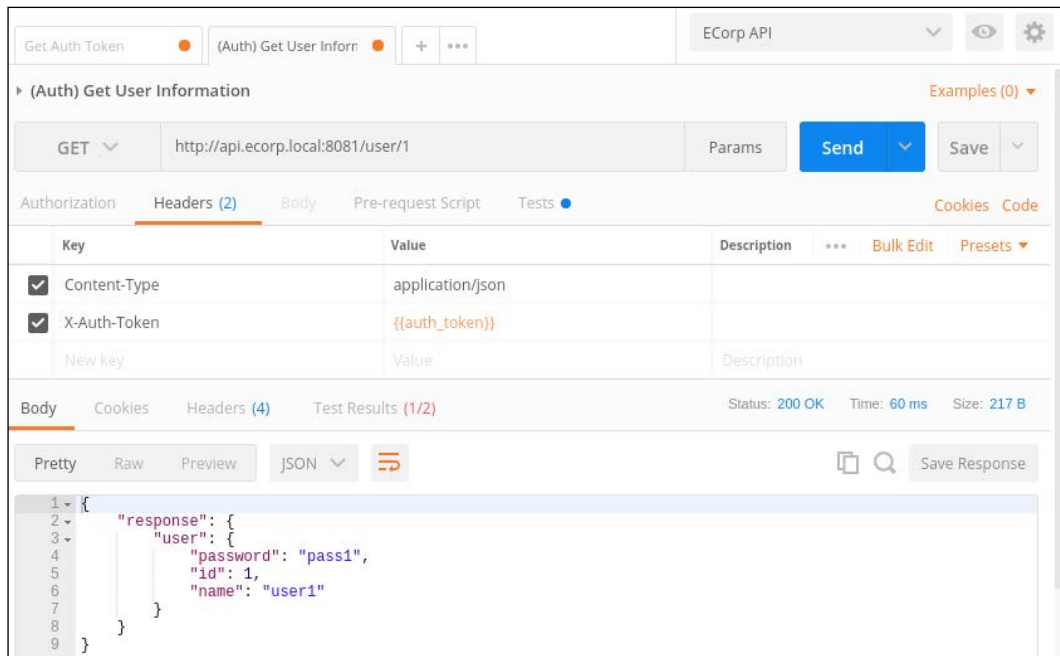 Get Auth Token (Auth) Get User Inforn + ••• ECorp API
(Auth) Get User Information Examples (0)
GET http://api.ecorp.local:8081/user/1 Params Send Save
Authorization Headers (2) Body Pre-request Script Tests Cookies Code
Key Value Description ••• Bulk Edit Presets
Content-Type application/json
X-Auth-Token {{auth_token}}
New key Value Description
Body Cookies Headers (4) Test Results (1/2) Status: 200 OK Time: 60 ms Size: 217 B
Pretty Raw Preview JSON Save Response
1 {
2 "response": {
3 "user": {
4 "password": "pass1",
5 "id": 1,
6 "name": "user1"
7 }
8 }
9 }